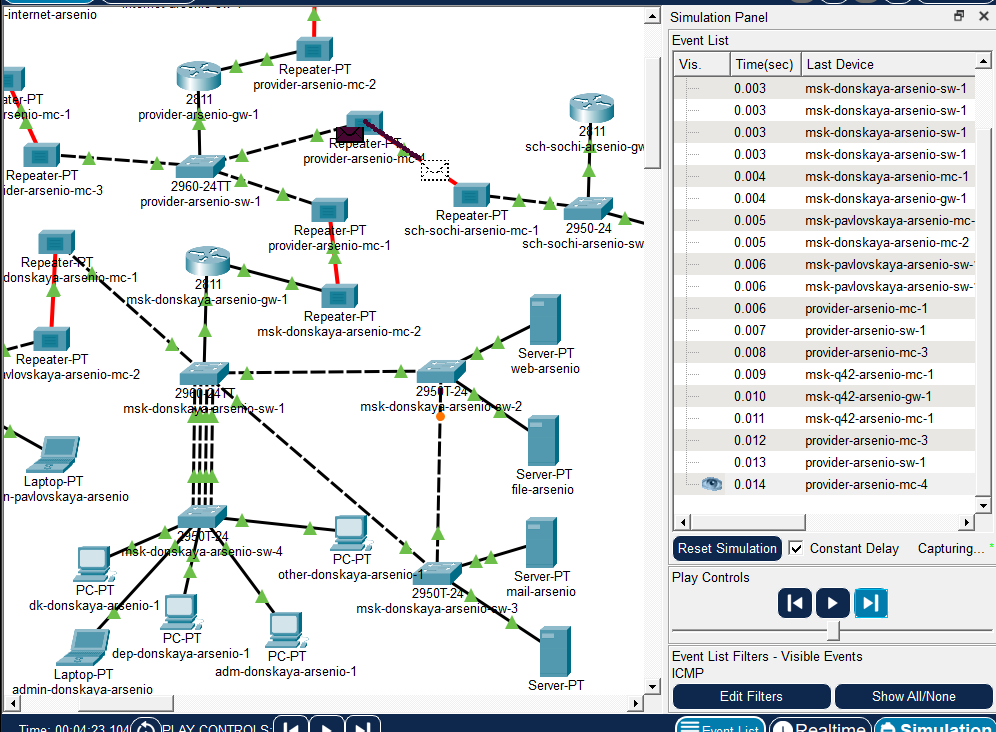 -internet-arsenio
Repeater-PT
provider-arsenio-mc-2
2811
provider-arsenio-gw-1
Repeater-PT
provider-arsenio-mc-
2811
sch-sochi-arsenio-gw
ater-PT
rsenio-mc-1
Repeater-PT
ider-arsenio-mc-3
2960-24TT
provider-arsenio-sw-1
Repeater-PT
sch-sochi-arsenio-mc-1
2950-24
sch-sochi-arsenio-sw
Repeater-PT
provider-arsenio-mc-1
Repeater-PT
donskaya-arsenio-mc-1
2811
msk-donskaya-arsenio-gw-1
Repeater-PT
msk-donskaya-arsenio-mc-2
Repeater-PT
vlovskaya-arsenio-mc-2
Server-PT
web-arsenio
2960-24TT
msk-donskaya-arsenio-sw-1
2950T-24
msk-donskaya-arsenio-sw-2
Server-PT
file-arsenio
Laptop-PT
n-pavlovskaya-arsenio
2950T-24
msk-donskaya-arsenio-sw-4
PC-PT
other-donskaya-arsenio-1
PC-PT
dk-donskaya-arsenio-1
2950T-24
msk-donskaya-arsenio-sw-3
Server-PT
mail-arsenio
PC-PT
dep-donskaya-arsenio-1
PC-PT
adm-donskaya-arsenio-1
Laptop-PT
admin-donskaya-arsenio
Server-PT
Simulation Panel
Event List
Vis. Time(sec) Last Device
0.003 msk-donskaya-arsenio-sw-1
0.003 msk-donskaya-arsenio-sw-1
0.003 msk-donskaya-arsenio-sw-1
0.003 msk-donskaya-arsenio-sw-1
0.004 msk-donskaya-arsenio-mc-1
0.004 msk-donskaya-arsenio-gw-1
0.005 msk-pavlovskaya-arsenio-mc-
0.005 msk-donskaya-arsenio-mc-2
0.006 msk-pavlovskaya-arsenio-sw-
0.006 msk-pavlovskaya-arsenio-sw-
0.006 provider-arsenio-mc-1
0.007 provider-arsenio-sw-1
0.008 provider-arsenio-mc-3
0.009 msk-q42-arsenio-mc-1
0.010 msk-q42-arsenio-gw-1
0.011 msk-q42-arsenio-mc-1
0.012 provider-arsenio-mc-3
0.013 provider-arsenio-sw-1
0.014 provider-arsenio-mc-4
Reset Simulation Constant Delay Capturing...
Play Controls
Event List Filters - Visible Events
ICMP
Edit Filters Show All/None
Time: 00:04:23.104 PLAY CONTROLS:
Event List Realtime Simulation